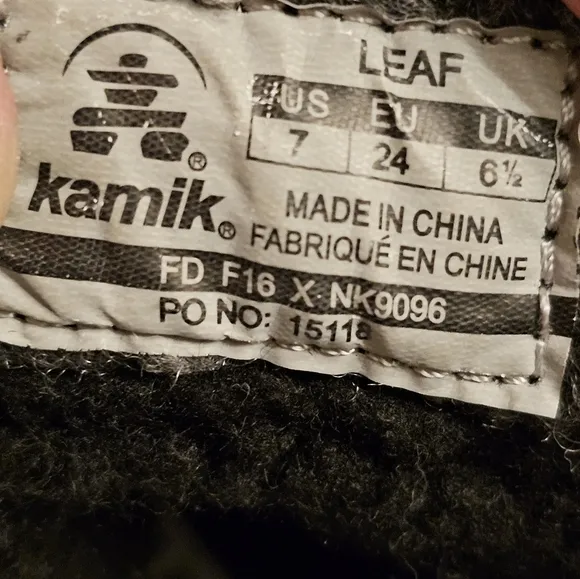 kamik®
LEAF
US EU UK
7 24 6½
MADE IN CHINA
FABRIQUÉ EN CHINE
FD F16 X NK9096
PO NO: 15118